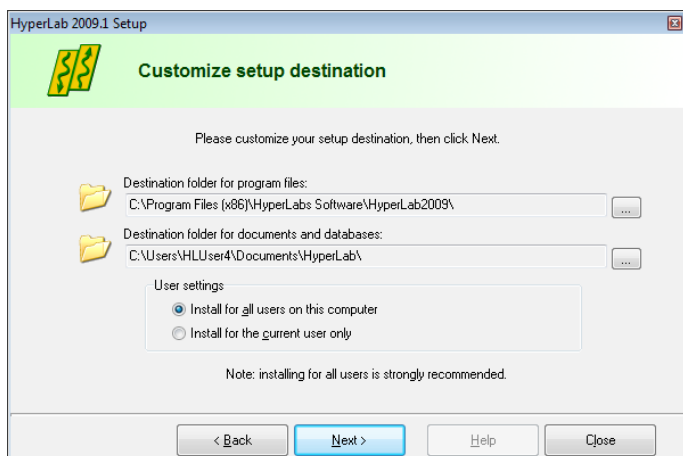 HyperLab 2009.1 Setup
Customize setup destination
Please customize your setup destination, then click Next.
Destination folder for program files:
C:\Program Files (x86)\HyperLabs Software\HyperLab2009\
...
Destination folder for documents and databases:
C:\Users\HLUser4\Documents\HyperLab\
...
User settings
Install for all users on this computer
Install for the current user only
Note: installing for all users is strongly recommended.
< Back Next > Help Close